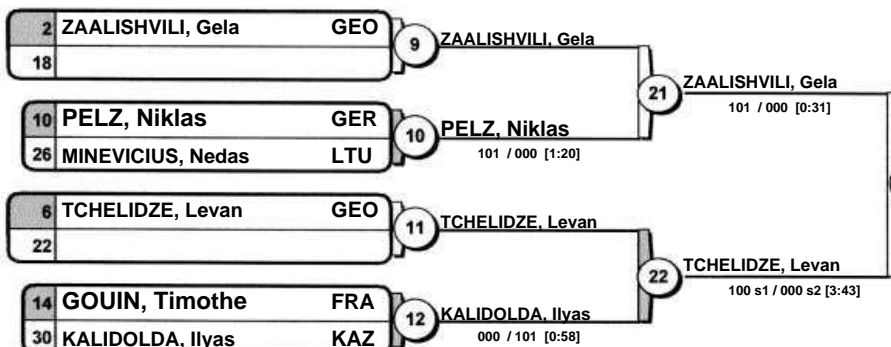 2 ZAALISHVILI, Gela GEO
18
9 ZAALISHVILI, Gela
10 PELZ, Niklas GER
26 MINEVICIUS, Nedas LTU
10 PELZ, Niklas
101 / 000 [1:20]
21 ZAALISHVILI, Gela
101 / 000 [0:31]
6 TCHELIDZE, Levan GEO
22
11 TCHELIDZE, Levan
14 GOUIN, Timothe FRA
30 KALIDOLDA, Ilyas KAZ
12 KALIDOLDA, Ilyas
000 / 101 [0:58]
22 TCHELIDZE, Levan
100 s1 / 000 s2 [3:43]